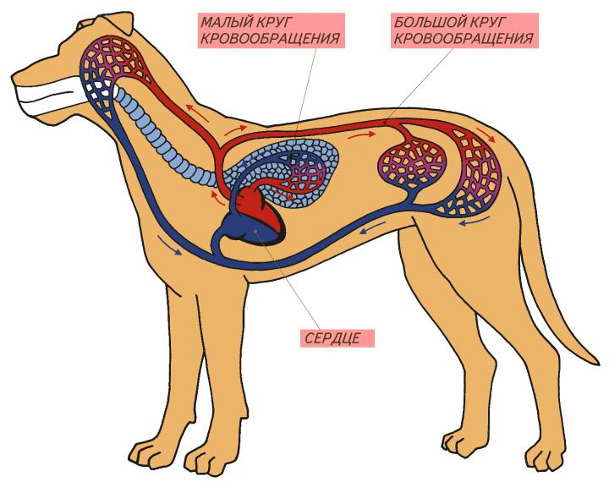 МАЛЫЙ КРУГ
КРОВООБРАЩЕНИЯ
БОЛЬШОЙ КРУГ
КРОВООБРАЩЕНИЯ
СЕРДЦЕ